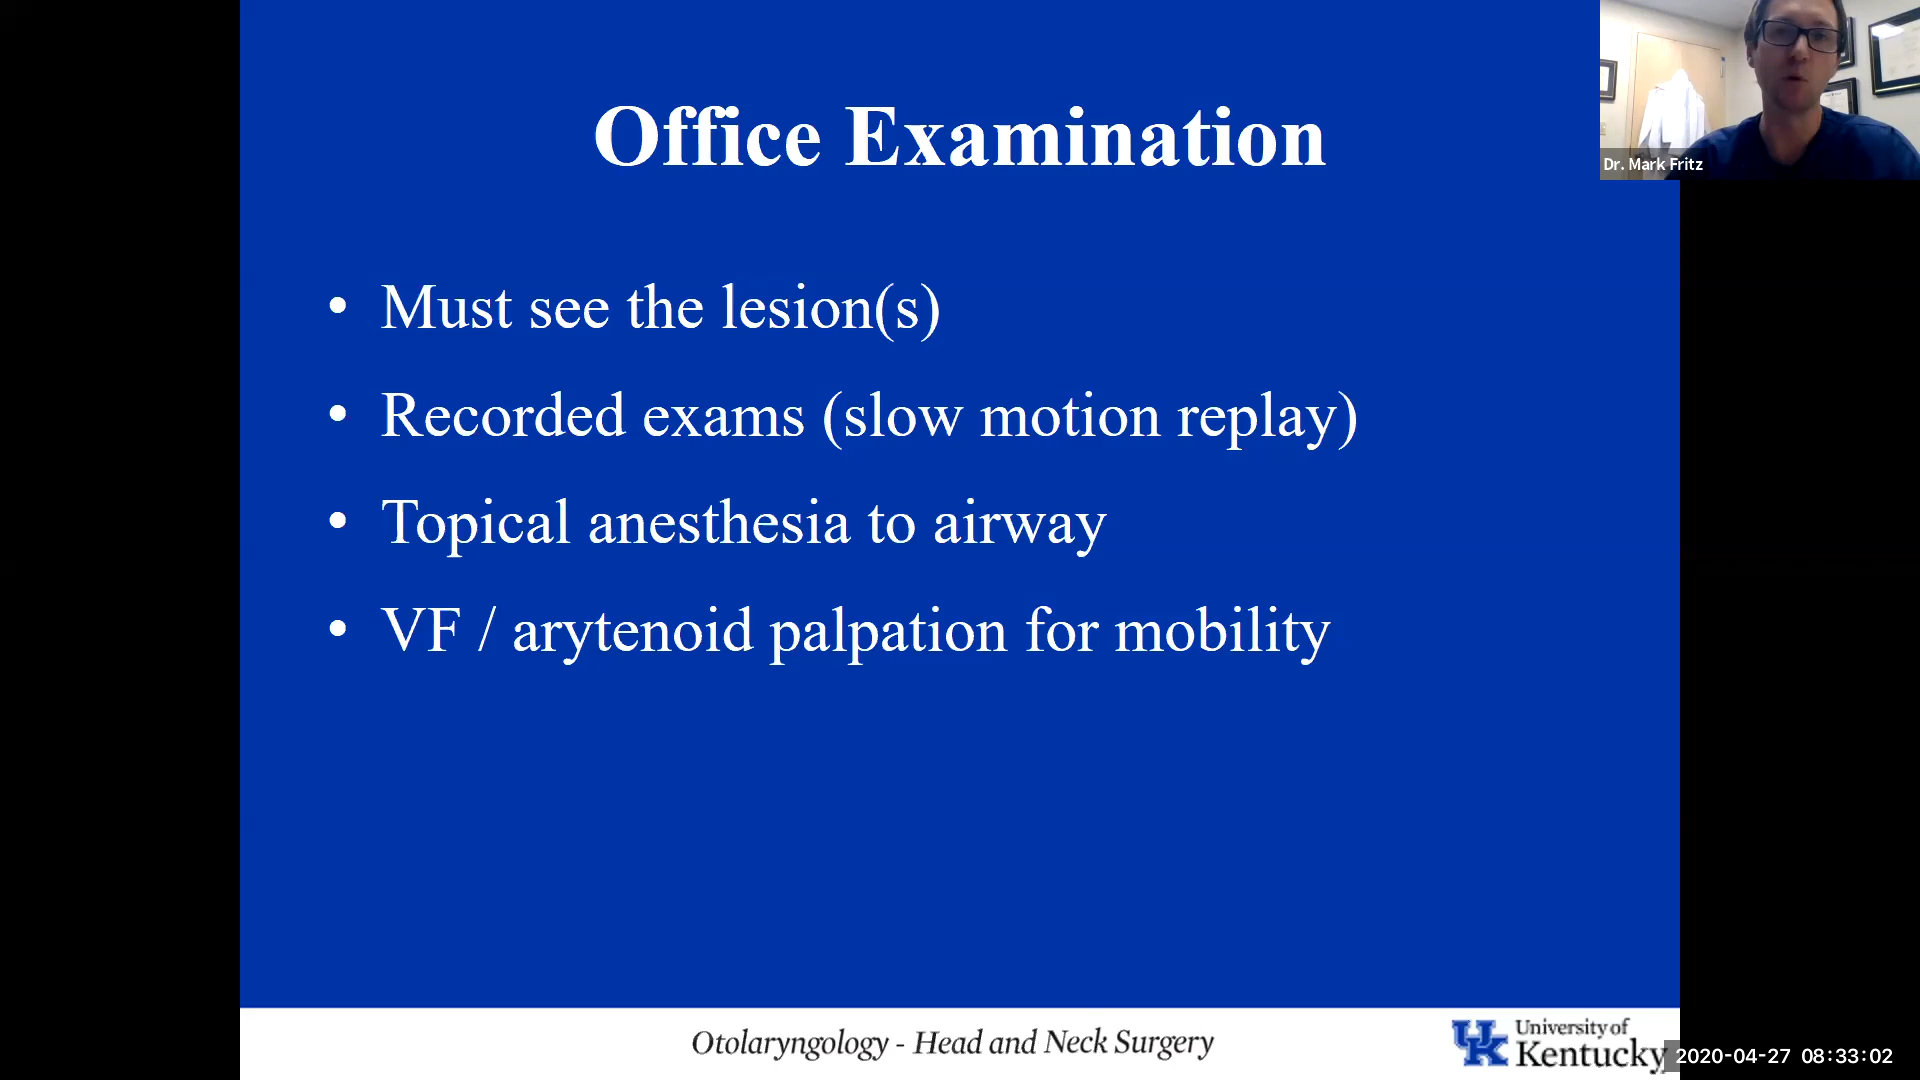 Office Examination
Dr. Mark Fritz
• Must see the lesion(s)
• Recorded exams (slow motion replay)
• Topical anesthesia to airway
• VF / arytenoid palpation for mobility
Otolaryngology - Head and Neck Surgery
UK University of
Kentucky
2020-04-27 08:33:02